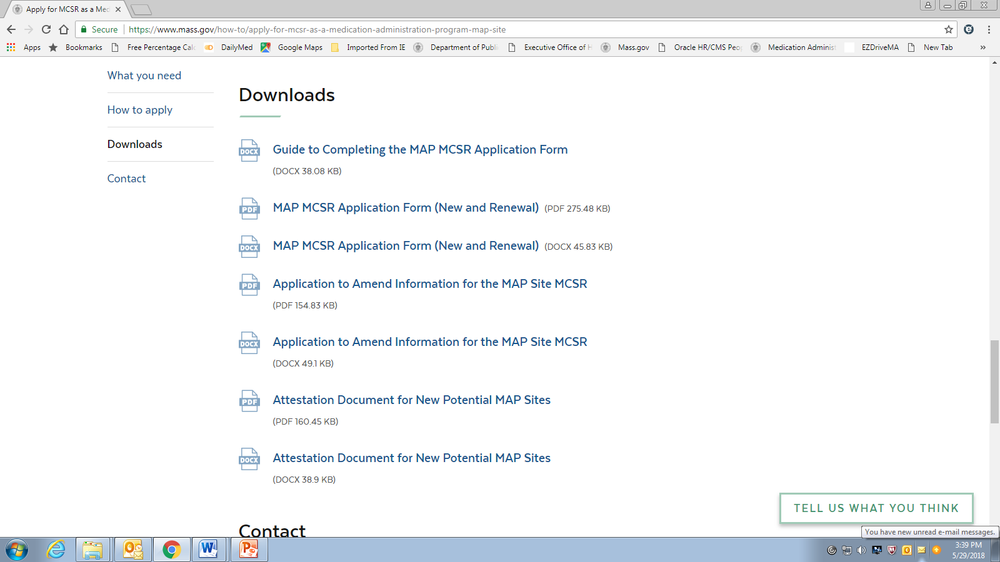 Apply for MCSR as a Med
Secure
https://www.mass.gov/how-to/apply-for-mcsr-as-a-medication-administration-program-map-site
Apps
Bookmarks
Free Percentage Calc
DailyMed
Google Maps
Imported From IE
Department of Publi
Executive Office of H
Mass.gov
Oracle HR/CMS Peop
Medication Adminis
EZDriveMA
New Tab
»
What you need
How to apply
Downloads
Contact
Downloads
DOCX Guide to Completing the MAP MCSR Application Form
(DOCX 38.08 KB)
PDF MAP MCSR Application Form (New and Renewal) (PDF 275.48 KB)
DOCX MAP MCSR Application Form (New and Renewal) (DOCX 45.83 KB)
PDF Application to Amend Information for the MAP Site MCSR
(PDF 154.83 KB)
DOCX Application to Amend Information for the MAP Site MCSR
(DOCX 49.1 KB)
PDF Attestation Document for New Potential MAP Sites
(PDF 160.45 KB)
DOCX Attestation Document for New Potential MAP Sites
(DOCX 38.9 KB)
TELL US WHAT YOU THINK
Contact
You have new unread e-mail messages.
3:39 PM
5/29/2018